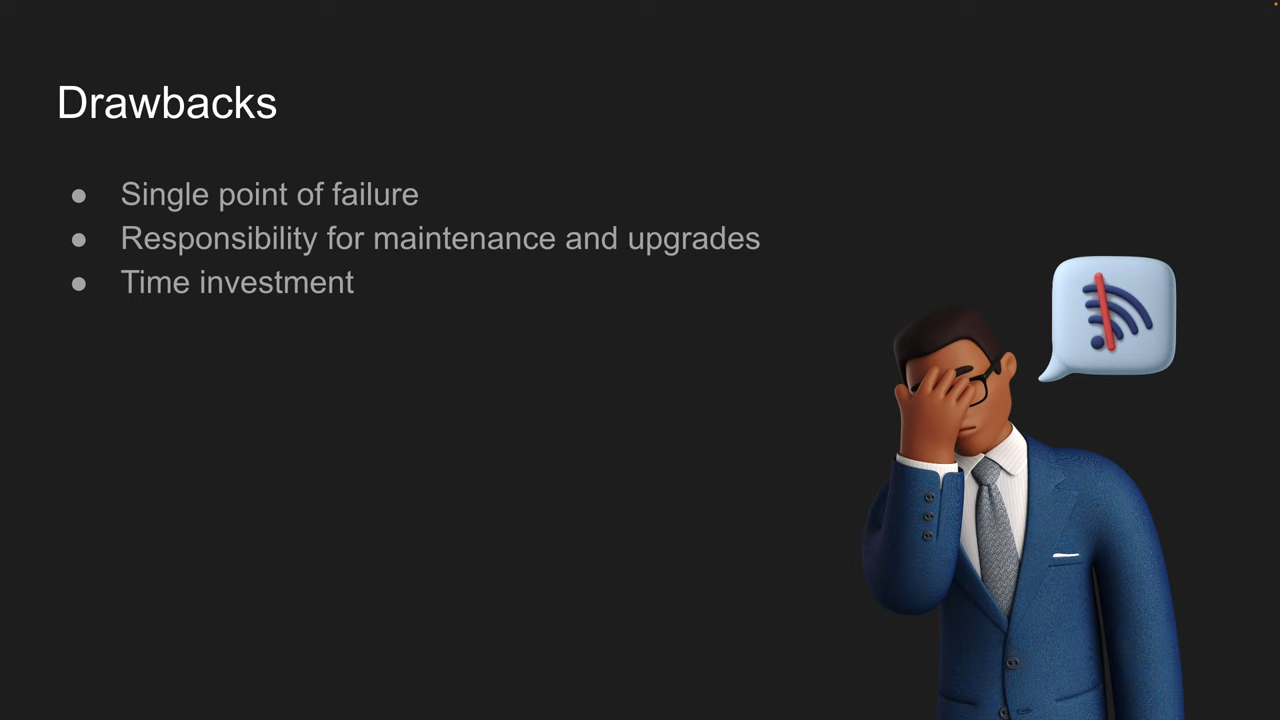 Drawbacks
● Single point of failure
● Responsibility for maintenance and upgrades
● Time investment